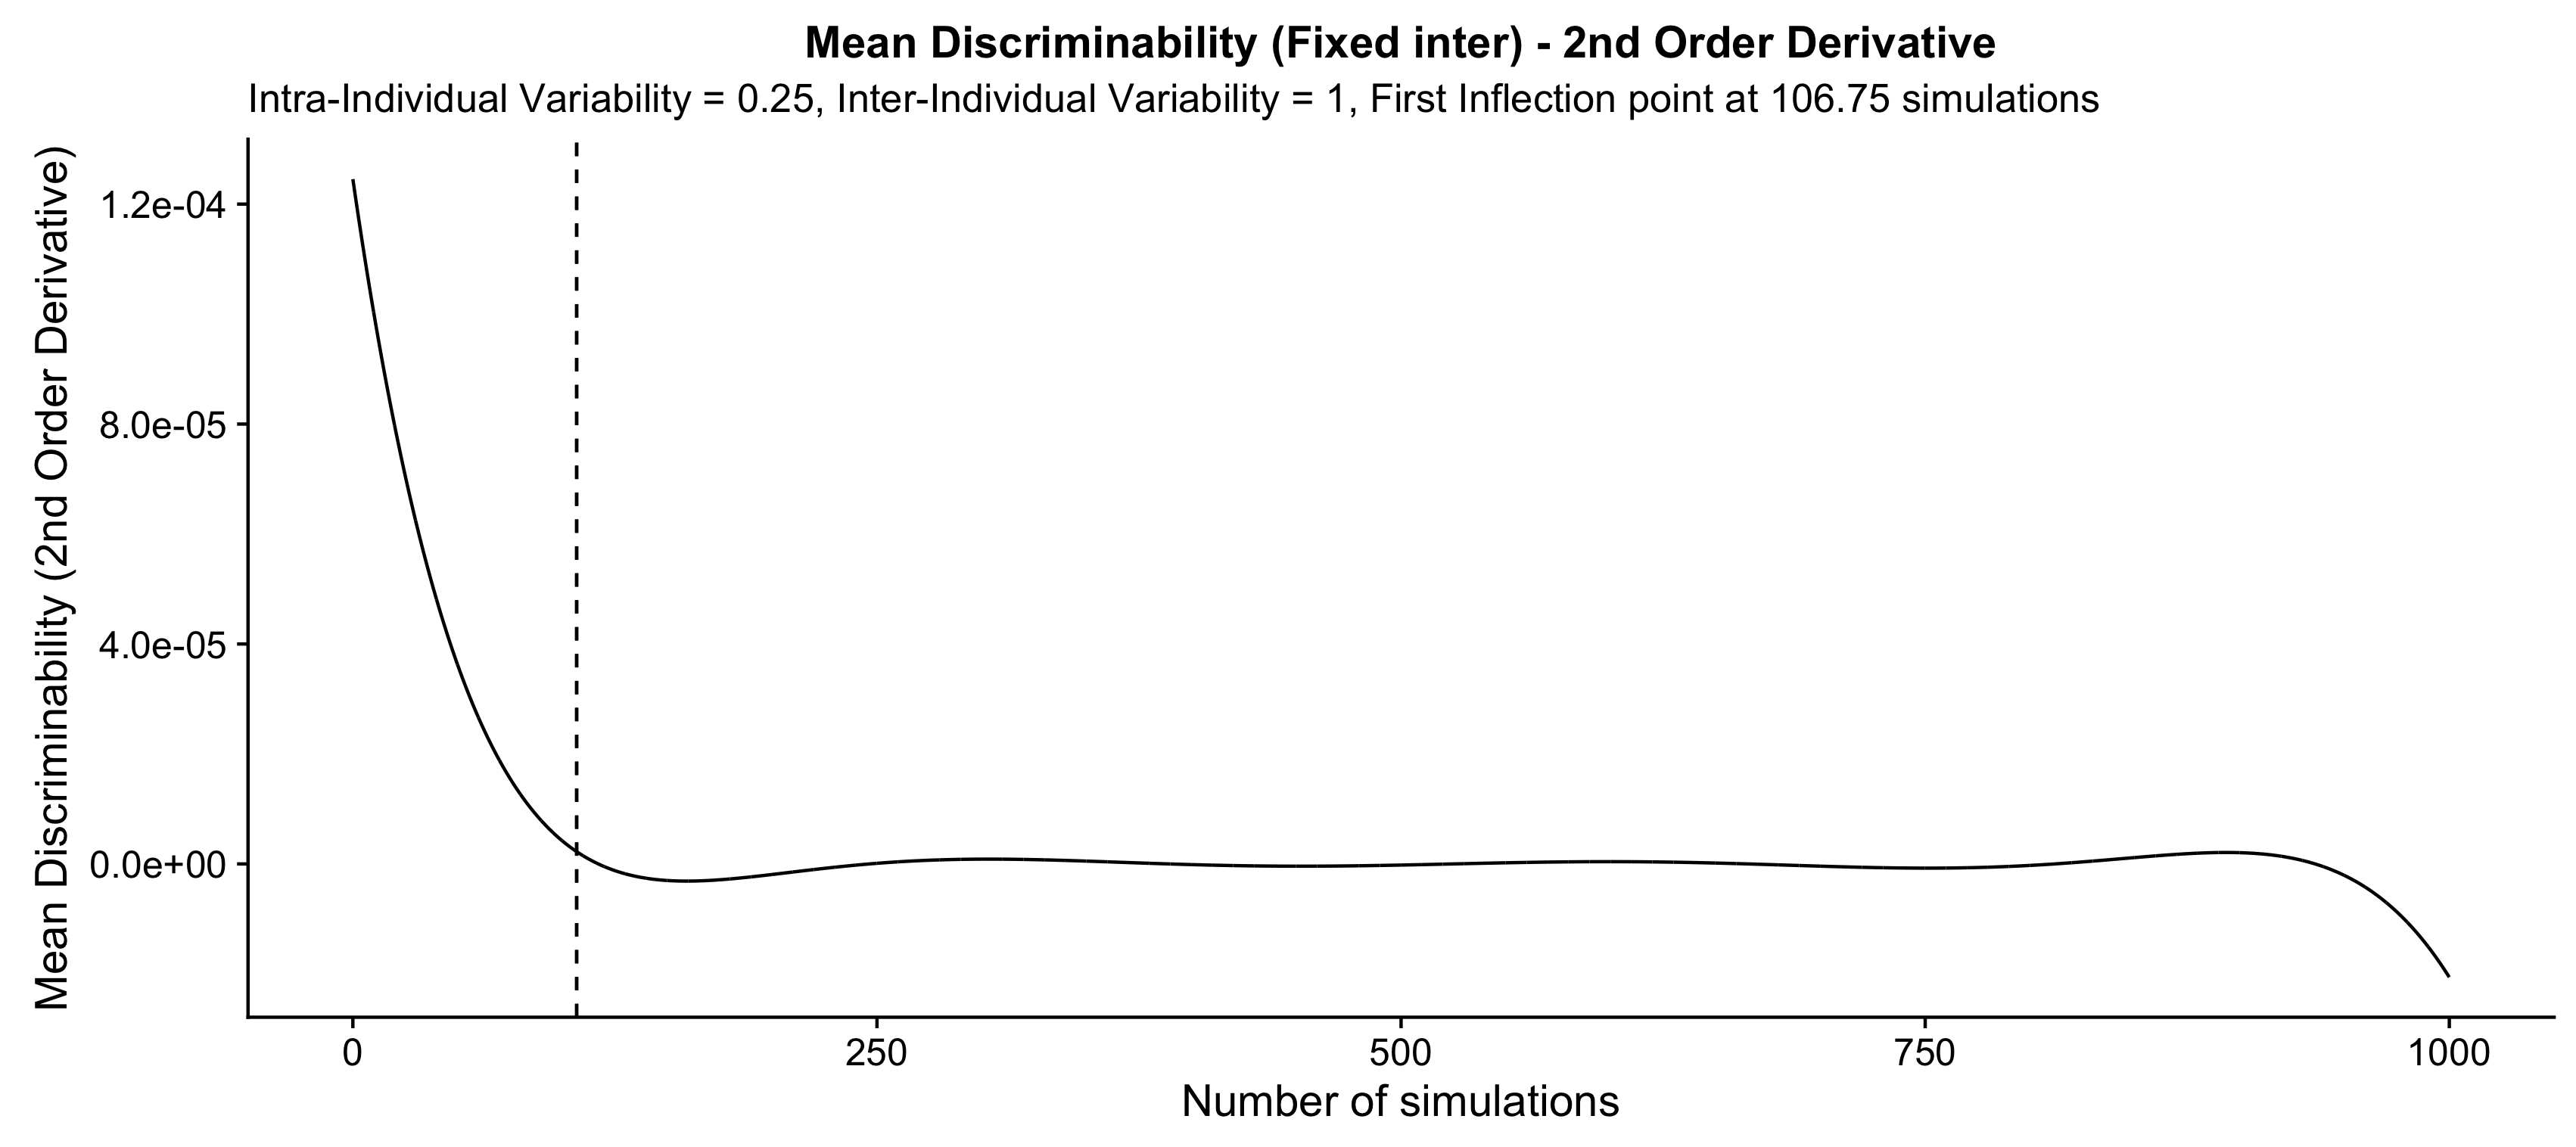 Mean Discriminability (Fixed inter) - 2nd Order Derivative
Intra-Individual Variability = 0.25, Inter-Individual Variability = 1, First Inflection point at 106.75 simulations
Mean Discriminability (2nd Order Derivative)
1.2e-04
8.0e-05
4.0e-05
0.0e+00
0 250 500 750 1000
Number of simulations